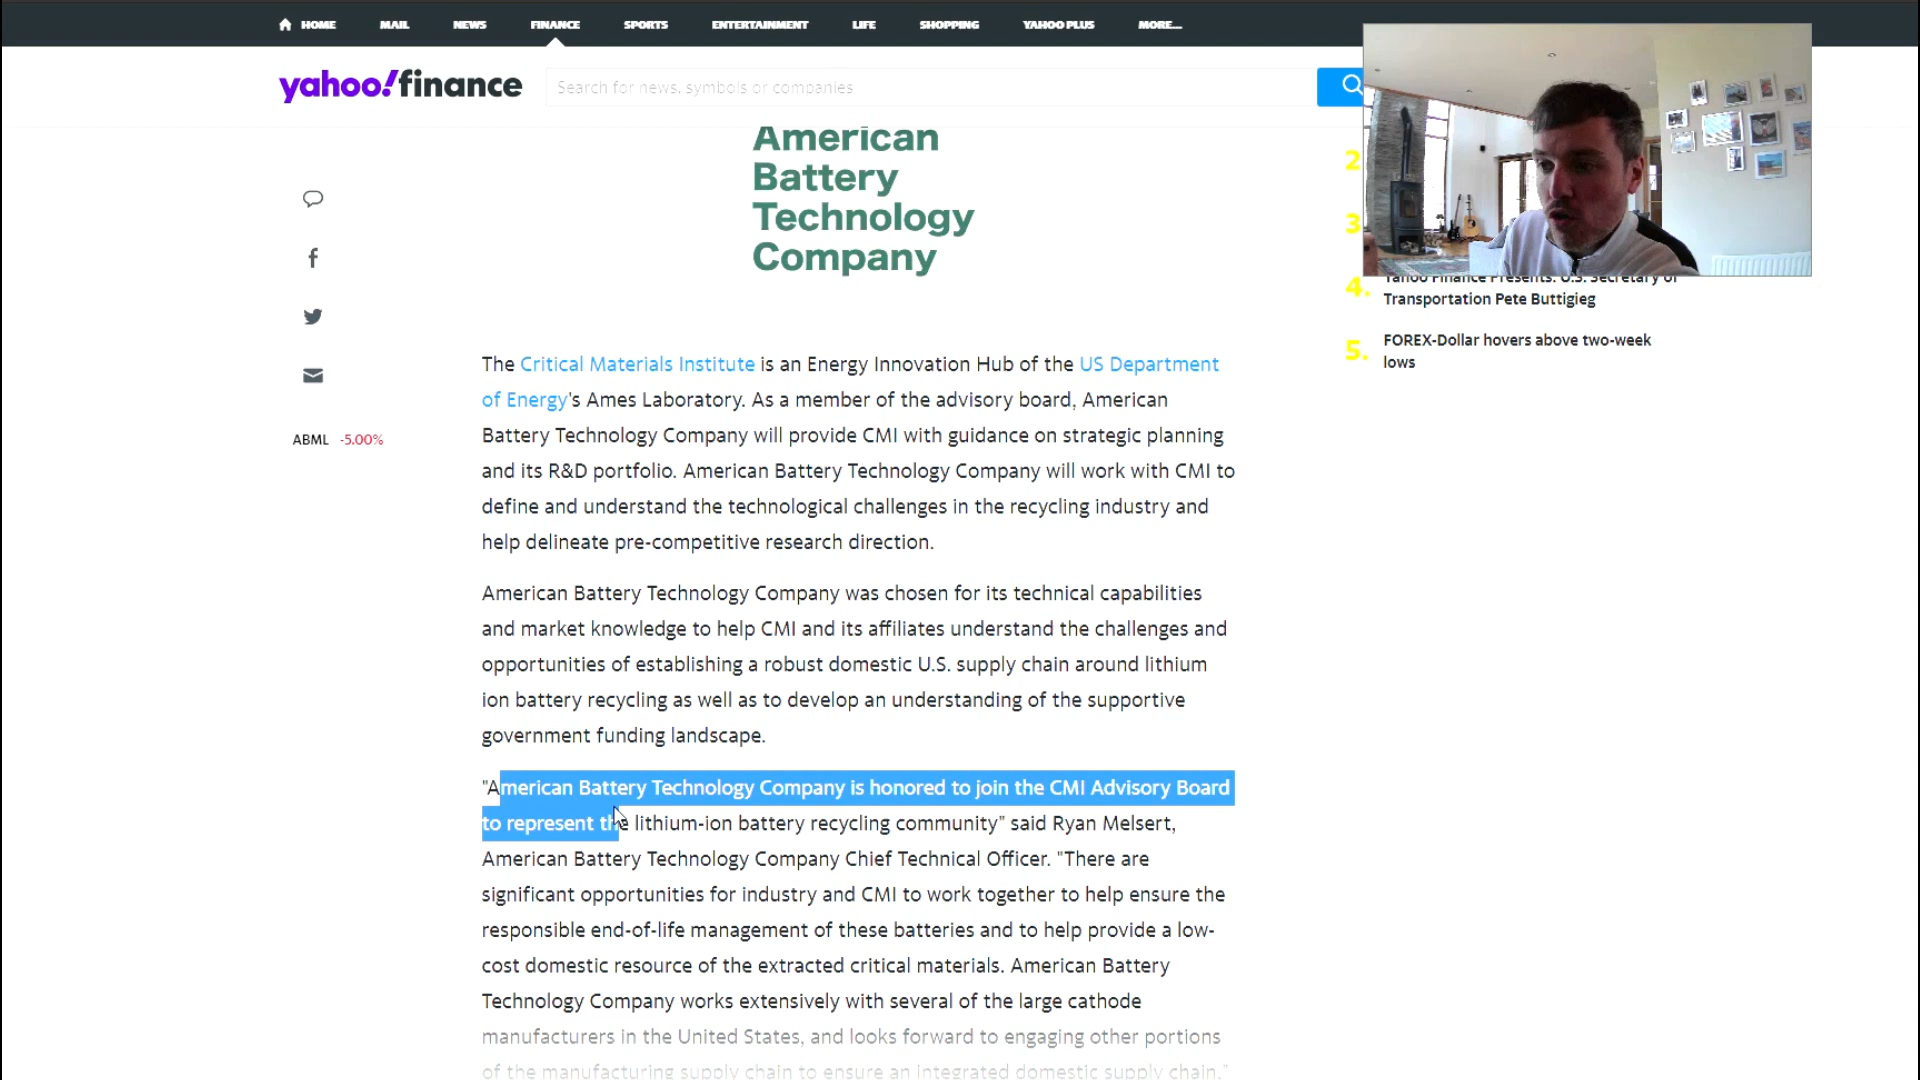 HOME MAIL NEWS FINANCE SPORTS ENTERTAINMENT LIFE SHOPPING YAHOO PLUS MORE...
yahoo!finance
Search for news, symbols or companies
American
Battery
Technology
Company
2
3
4. Yahoo Finance Presents: U.S. Secretary of
Transportation Pete Buttigieg
5. FOREX-Dollar hovers above two-week
lows
ABML -5.00%
The Critical Materials Institute is an Energy Innovation Hub of the US Department
of Energy's Ames Laboratory. As a member of the advisory board, American
Battery Technology Company will provide CMI with guidance on strategic planning
and its R&D portfolio. American Battery Technology Company will work with CMI to
define and understand the technological challenges in the recycling industry and
help delineate pre-competitive research direction.
American Battery Technology Company was chosen for its technical capabilities
and market knowledge to help CMI and its affiliates understand the challenges and
opportunities of establishing a robust domestic U.S. supply chain around lithium
ion battery recycling as well as to develop an understanding of the supportive
government funding landscape.
"American Battery Technology Company is honored to join the CMI Advisory Board
to represent the lithium-ion battery recycling community" said Ryan Melsert,
American Battery Technology Company Chief Technical Officer. "There are
significant opportunities for industry and CMI to work together to help ensure the
responsible end-of-life management of these batteries and to help provide a low-
cost domestic resource of the extracted critical materials. American Battery
Technology Company works extensively with several of the large cathode
manufacturers in the United States, and looks forward to engaging other portions
of the manufacturing supply chain to ensure an integrated domestic supply chain."